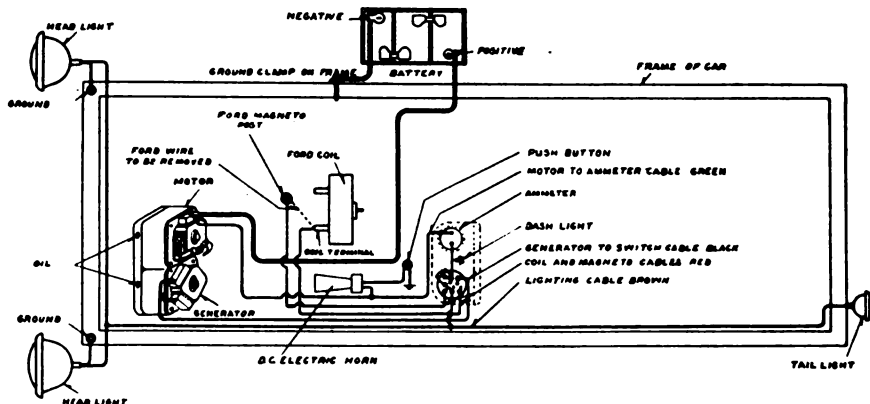 HEAD LIGHT
NEGATIVE
POSITIVE
BATTERY
GROUND CLAMP ON FRAME
FRAME OF CAR
GROUND
FORD MAGNETO
POST
FORD WIRE
TO BE REMOVED
FORD COIL
MOTOR
PUSH BUTTON
MOTOR TO AMMETER CABLE GREEN
AMMETER
DASH LIGHT
COIL TERMINAL
GENERATOR TO SWITCH CABLE BLACK
COIL AND MAGNETO CABLES RED
LIGHTING CABLE BROWN
OIL
GENERATOR
GROUND
D.C. ELECTRIC HORN
TAIL LIGHT
HEAD LIGHT